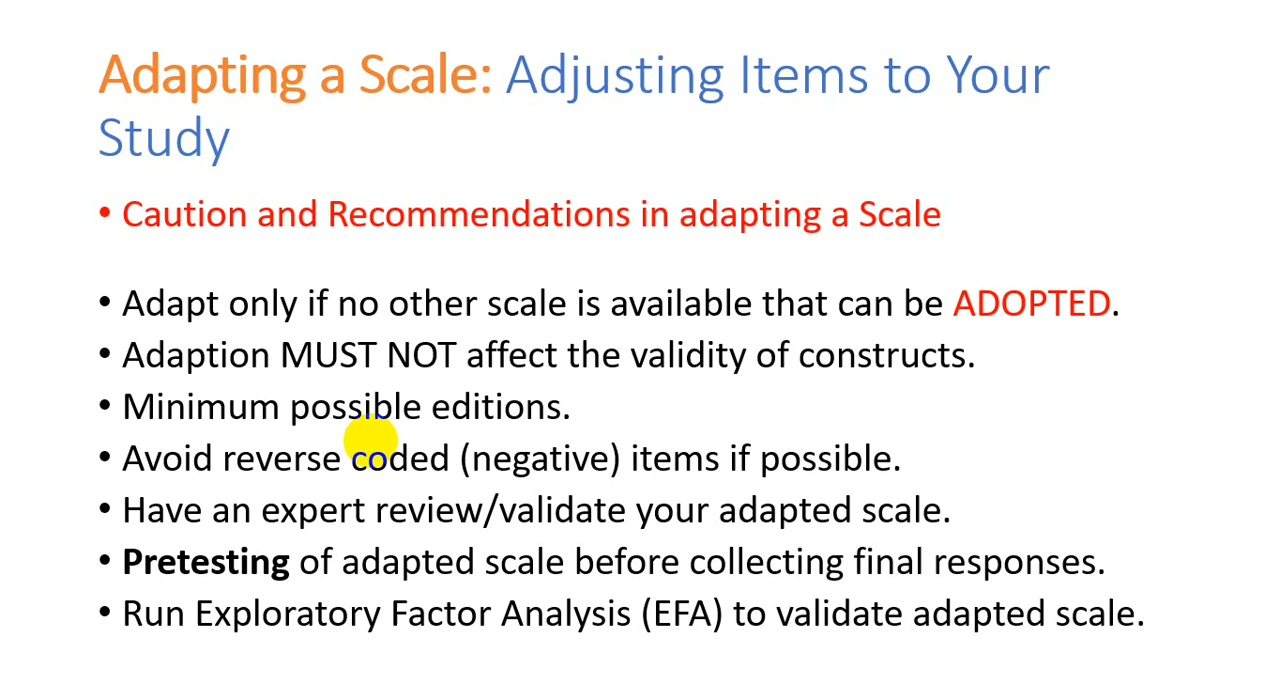 Adapting a Scale: Adjusting Items to Your
Study
• Caution and Recommendations in adapting a Scale
• Adapt only if no other scale is available that can be ADOPTED.
• Adaption MUST NOT affect the validity of constructs.
• Minimum possible editions.
• Avoid reverse coded (negative) items if possible.
• Have an expert review/validate your adapted scale.
• Pretesting of adapted scale before collecting final responses.
• Run Exploratory Factor Analysis (EFA) to validate adapted scale.